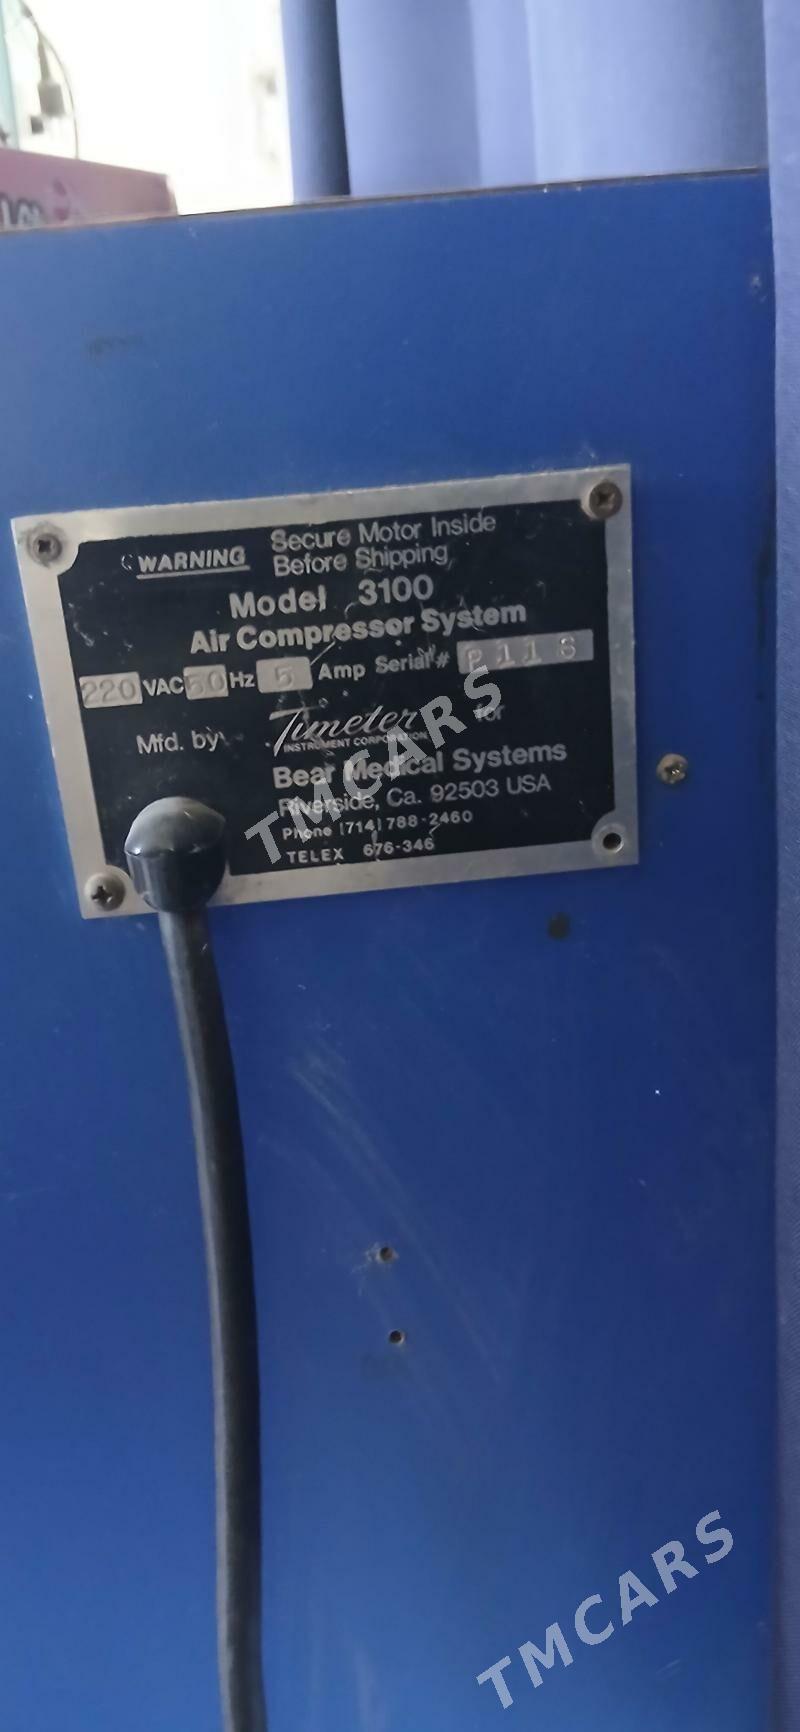 WARNING Secure Motor Inside
Before Shipping
Model 3100
Air Compressor System
220 VAC 50 Hz 5 Amp Serial #
Mfd. by Timeter for
INSTRUMENT CORPORATION
Bear Medical Systems
Riverside, Ca. 92503 USA
Phone (714) 788-2460
TELEX 676-346
TMCARS
TMCARS